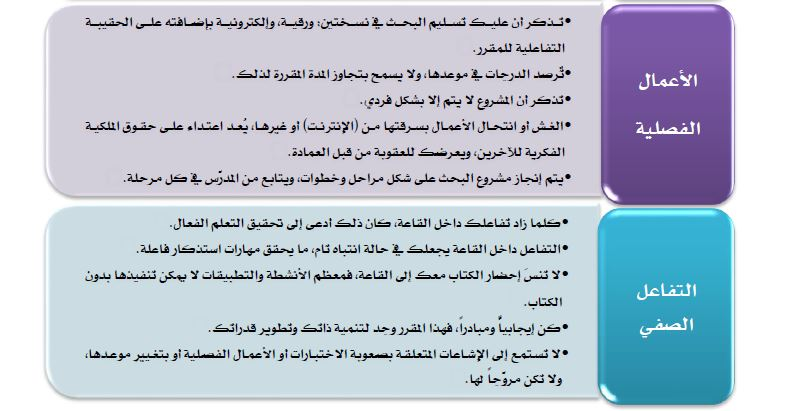 الأعمال
الفصلية
•تذكر أن عليك تسليم البحث في نسختين: ورقية، وإلكترونية بإضافته على الحقيبة
التفاعلية للمقرر.
•تُرصد الدرجات في موعدها، ولا يسمح بتجاوز المدة المقررة لذلك.
•تذكر أن المشروع لا يتم إلا بشكل فردي.
•الغش أو انتحال الأعمال بسرقتها من (الإنترنت) أو غيرها، يُعد اعتداء على حقوق الملكية
الفكرية للآخرين، ويعرضك للعقوبة من قبل العمادة.
•يتم إنجاز مشروع البحث على شكل مراحل وخطوات، ويتابع من المدرّس في كل مرحلة.
التفاعل
الصفي
•كلما زاد تفاعلك داخل القاعة، كان ذلك أدعى إلى تحقيق التعلم الفعال.
•التفاعل داخل القاعة يجعلك في حالة انتباه تام، ما يحقق مهارات استذكار فاعلة.
•لا تنسَ إحضار الكتاب معك إلى القاعة، فمعظم الأنشطة والتطبيقات لا يمكن تنفيذها بدون
الكتاب.
•كن إيجابياً ومبادراً، فهذا المقرر وجد لتنمية ذاتك وتطوير قدراتك.
•لا تستمع إلى الإشاعات المتعلقة بصعوبة الاختبارات أو الأعمال الفصلية أو بتغيير موعدها،
ولا تكن مروّجاً لها.